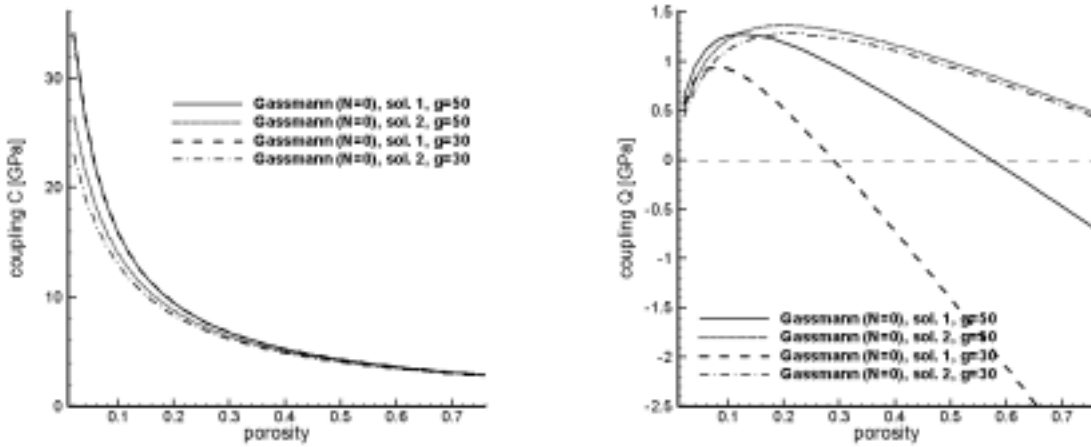 30
20
10
0
coupling C [GPa]
Gassmann (N=0), sol. 1, g=50
Gassmann (N=0), sol. 2, g=50
Gassmann (N=0), sol. 1, g=30
Gassmann (N=0), sol. 2, g=30
0.1 0.2 0.3 0.4 0.5 0.6 0.7
porosity
1.5
1
0.5
0
-0.5
-1
-1.5
-2
-2.5
coupling Q [GPa]
Gassmann (N=0), sol. 1, g=50
Gassmann (N=0), sol. 2, g=50
Gassmann (N=0), sol. 1, g=30
Gassmann (N=0), sol. 2, g=30
0.1 0.2 0.3 0.4 0.5 0.6 0.7
porosity